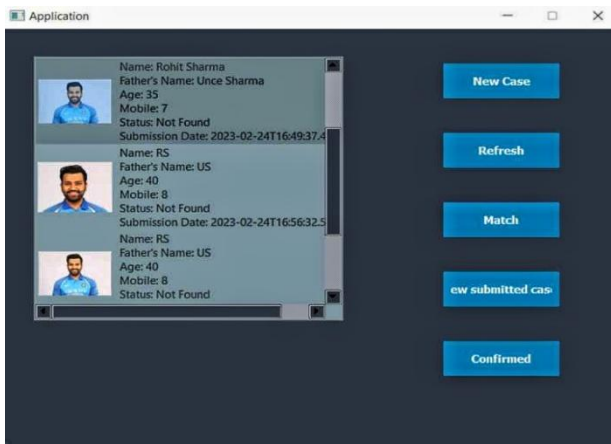 Application
Name: Rohit Sharma
Father's Name: Unce Sharma
Age: 35
Mobile: 7
Status: Not Found
Submission Date: 2023-02-24T16:49:37.4
Name: RS
Father's Name: US
Age: 40
Mobile: 8
Status: Not Found
Submission Date: 2023-02-24T16:56:32.5
Name: RS
Father's Name: US
Age: 40
Mobile: 8
Status: Not Found
New Case
Refresh
Match
ew submitted cas
Confirmed